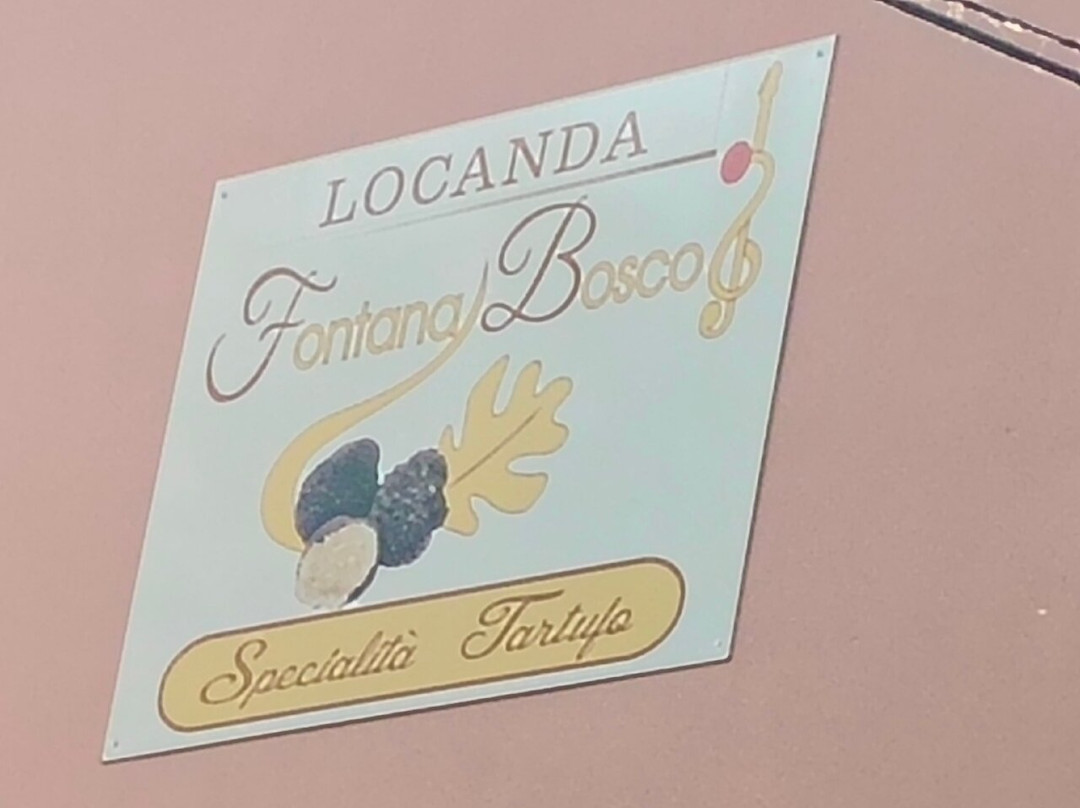 LOCANDA
Fontana Bosco
Specialità Tartufo